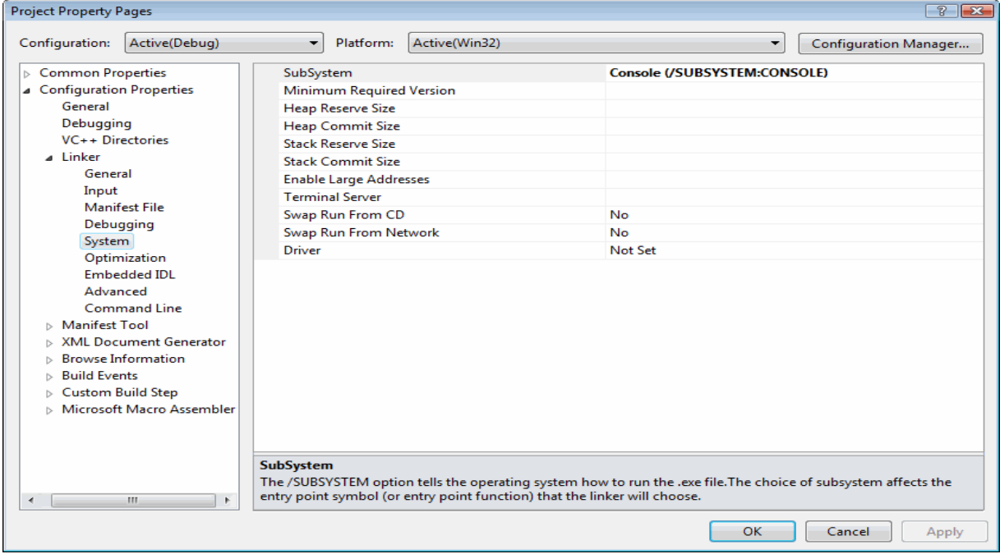 Project Property Pages
Configuration: Active(Debug) Platform: Active(Win32) Configuration Manager...
Common Properties
Configuration Properties
General
Debugging
VC++ Directories
Linker
General
Input
Manifest File
Debugging
System
Optimization
Embedded IDL
Advanced
Command Line
Manifest Tool
XML Document Generator
Browse Information
Build Events
Custom Build Step
Microsoft Macro Assembler
SubSystem Console (/SUBSYSTEM:CONSOLE)
Minimum Required Version
Heap Reserve Size
Heap Commit Size
Stack Reserve Size
Stack Commit Size
Enable Large Addresses
Terminal Server
Swap Run From CD No
Swap Run From Network No
Driver Not Set
SubSystem
The /SUBSYSTEM option tells the operating system how to run the .exe file.The choice of subsystem affects the
entry point symbol (or entry point function) that the linker will choose.
OK Cancel Apply